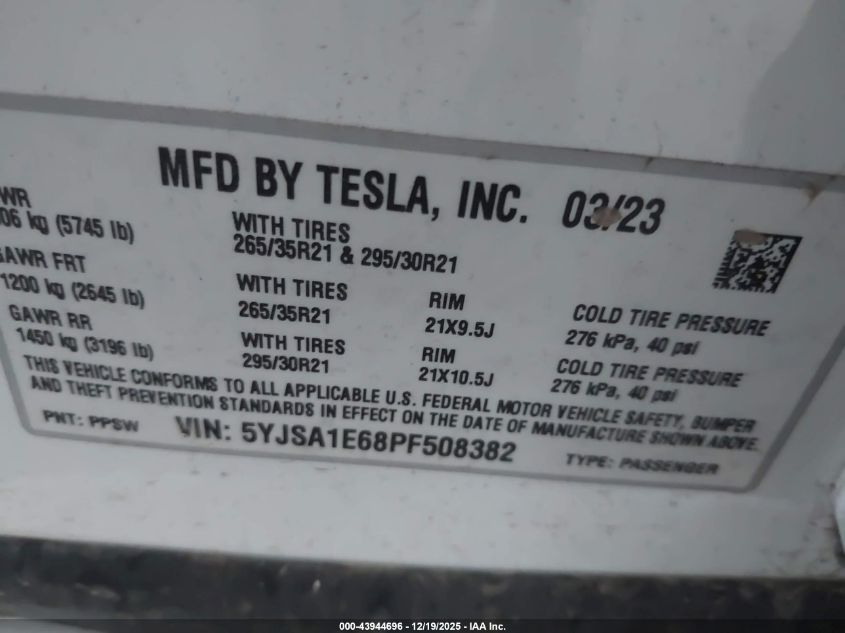 MFD BY TESLA, INC. 03/23
WR
06 kg (5745 lb)
WITH TIRES
265/35R21 & 295/30R21
GAWR FRT
1200 kg (2645 lb)
WITH TIRES
265/35R21
RIM
21X9.5J
COLD TIRE PRESSURE
276 kPa, 40 psi
GAWR RR
1450 kg (3196 lb)
WITH TIRES
295/30R21
RIM
21X10.5J
COLD TIRE PRESSURE
276 kPa, 40 psi
THIS VEHICLE CONFORMS TO ALL APPLICABLE U.S. FEDERAL MOTOR VEHICLE SAFETY, BUMPER
AND THEFT PREVENTION STANDARDS IN EFFECT ON THE DATE OF MANUFACTURE SHOWN ABOVE.
PNT: PPSW VIN: 5YJSA1E68PF508382 TYPE: PASSENGER
000-43944696 - 12/19/2025 - IAA Inc.